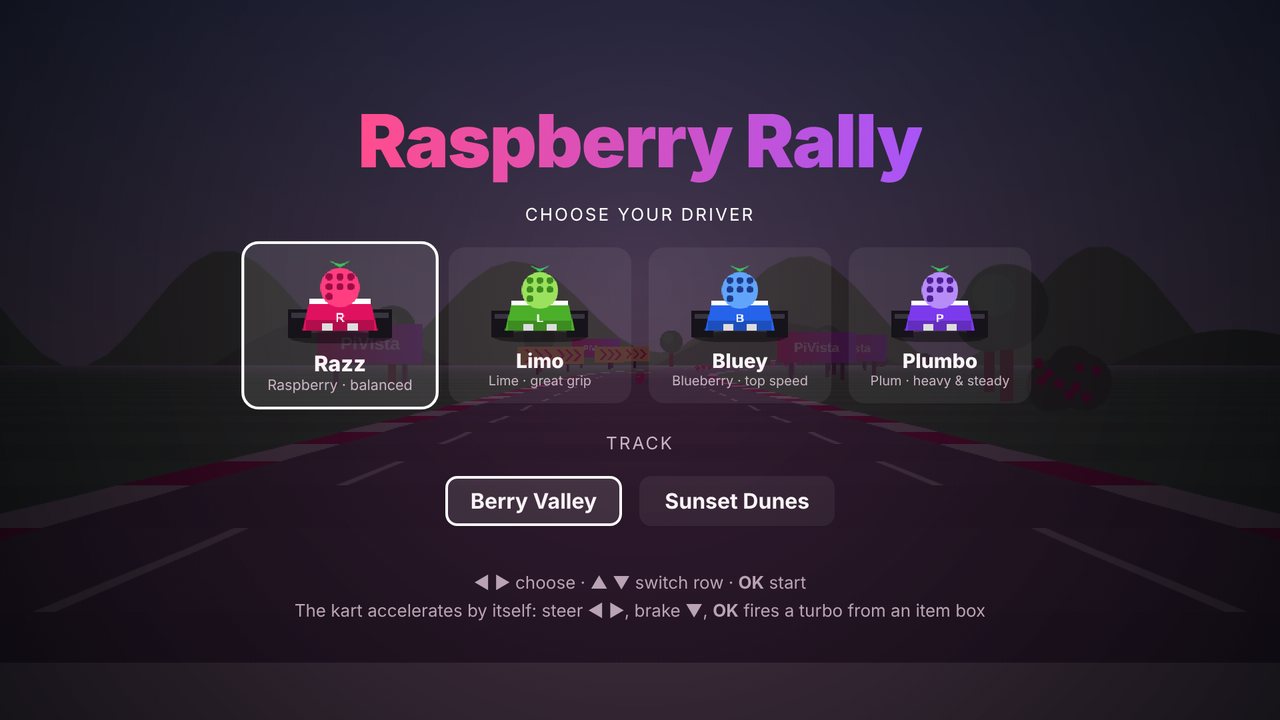 Raspberry Rally
CHOOSE YOUR DRIVER
R
L
B
P
PiVista
PiVista
Razz
Limo
Bluey
Plumbo
Raspberry · balanced
Lime · great grip
Blueberry · top speed
Plum · heavy & steady
TRACK
Berry Valley
Sunset Dunes
◀ ▶ choose · ▲ ▼ switch row · OK start
The kart accelerates by itself: steer ◀ ▶, brake ▼, OK fires a turbo from an item box